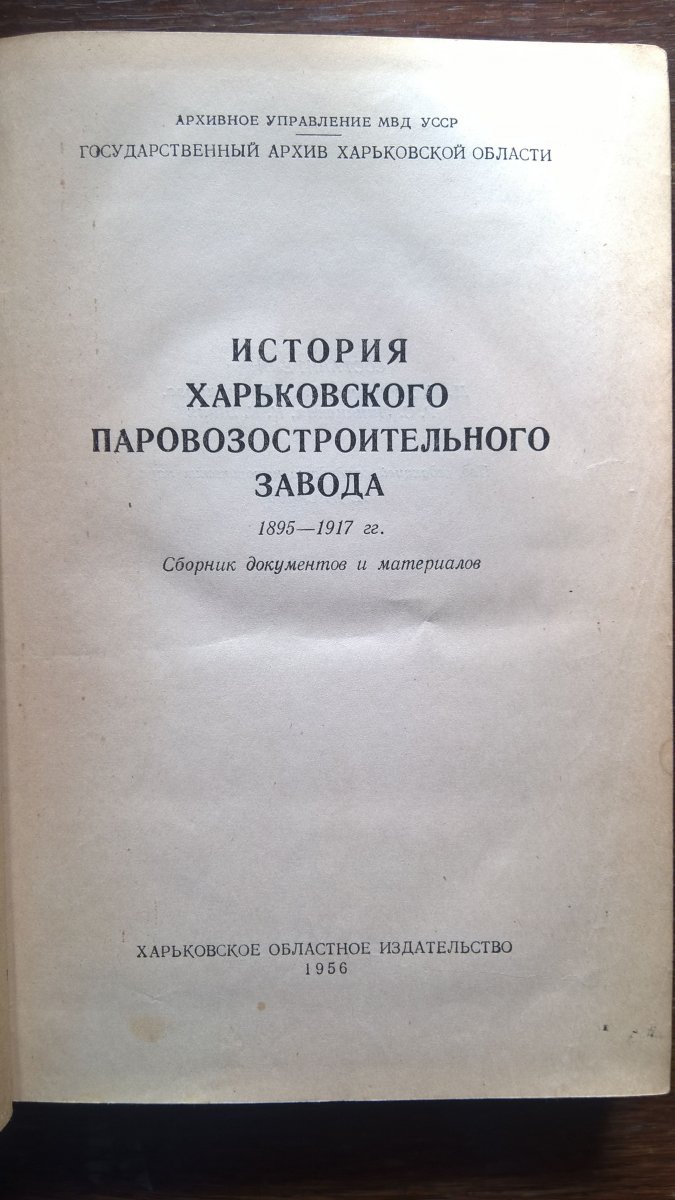 АРХИВНОЕ УПРАВЛЕНИЕ МВД УССР
ГОСУДАРСТВЕННЫЙ АРХИВ ХАРЬКОВСКОЙ ОБЛАСТИ
ИСТОРИЯ
ХАРЬКОВСКОГО
ПАРОВОЗОСТРОИТЕЛЬНОГО
ЗАВОДА
1895—1917 гг.
Сборник документов и материалов
ХАРЬКОВСКОЕ ОБЛАСТНОЕ ИЗДАТЕЛЬСТВО
1956